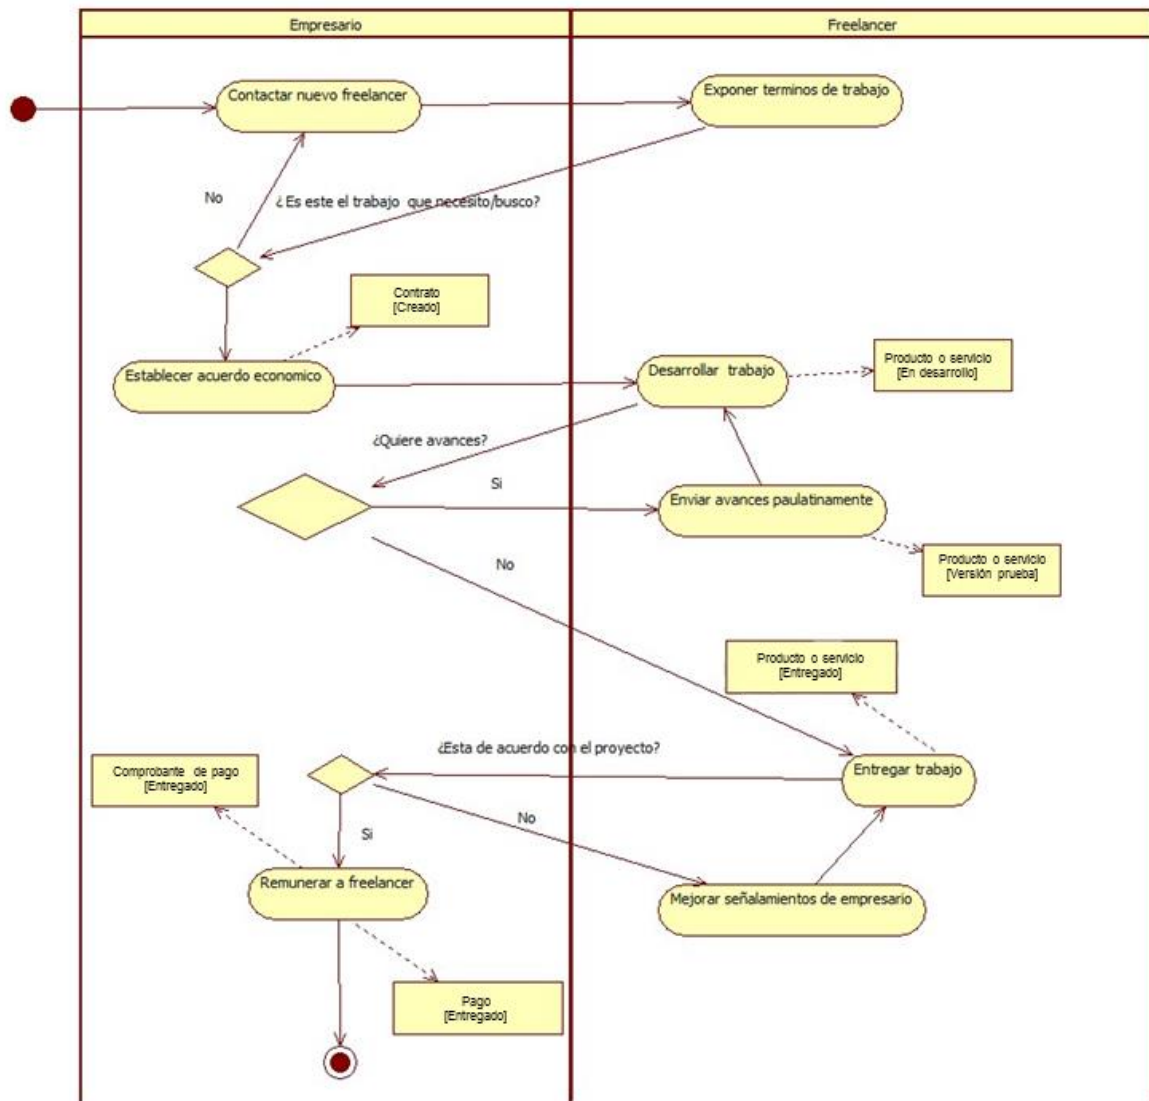 Empresario
Freelancer
Contactar nuevo freelancer
Exponer terminos de trabajo
No
¿ Es este el trabajo que necesito/busco?
Contrato
[Creado]
Establecer acuerdo economico
Desarrollar trabajo
Producto o servicio
[En desarrollo]
¿Quiere avances?
Si
Enviar avances paulatinamente
No
Producto o servicio
[Versión prueba]
Producto o servicio
[Entregado]
¿Esta de acuerdo con el proyecto?
Comprobante de pago
[Entregado]
Entregar trabajo
Si
No
Remunerar a freelancer
Mejorar señalamientos de empresario
Pago
[Entregado]